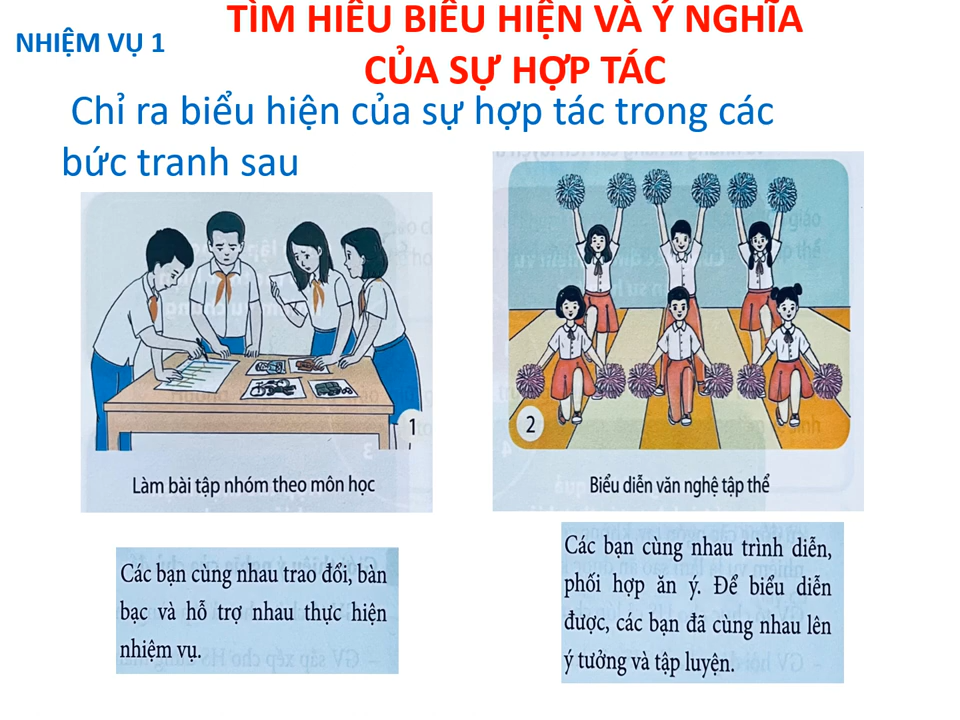 NHIỆM VỤ 1
TÌM HIỂU BIỂU HIỆN VÀ Ý NGHĨA
CỦA SỰ HỢP TÁC
Chỉ ra biểu hiện của sự hợp tác trong các
bức tranh sau
1
Làm bài tập nhóm theo môn học
2
Biểu diễn văn nghệ tập thể
Các bạn cùng nhau trao đổi, bàn
bạc và hỗ trợ nhau thực hiện
nhiệm vụ.
Các bạn cùng nhau trình diễn,
phối hợp ăn ý. Để biểu diễn
được, các bạn đã cùng nhau lên
ý tưởng và tập luyện.